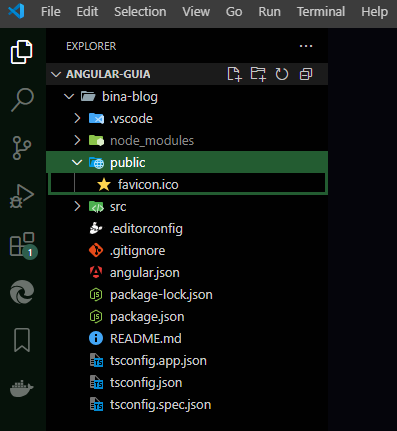 File Edit Selection View Go Run Terminal Help
EXPLORER
ANGULAR-GUIA
bina-blog
.vscode
node_modules
public
favicon.ico
src
.editorconfig
.gitignore
angular.json
package-lock.json
package.json
README.md
tsconfig.app.json
tsconfig.json
tsconfig.spec.json
1